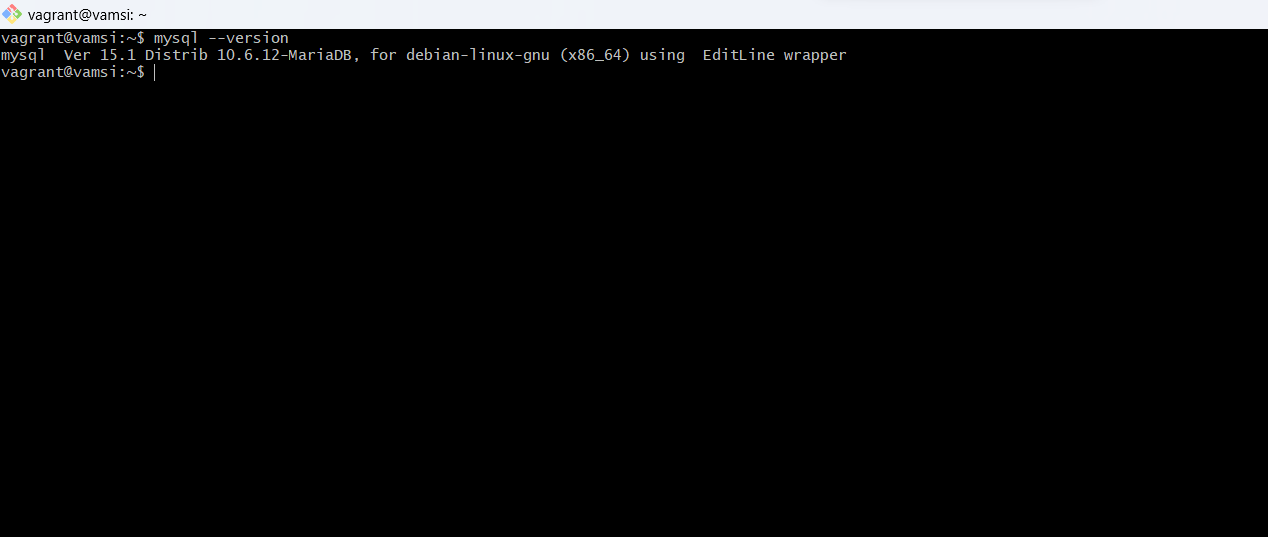 vagrant@vamsi: ~
vagrant@vamsi:~$ mysql --version
mysql  Ver 15.1 Distrib 10.6.12-MariaDB, for debian-linux-gnu (x86_64) using  EditLine wrapper
vagrant@vamsi:~$